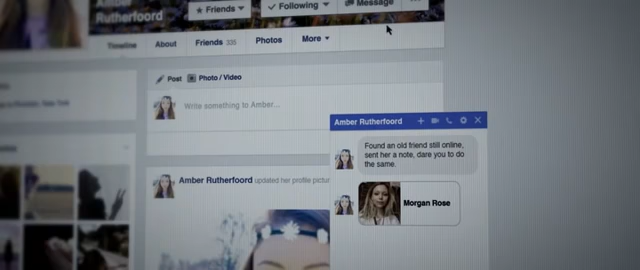 Amber
Rutherfoord
Friends
Following
Message
Timeline
About
Friends 335
Photos
More
Post
Photo / Video
Write something to Amber...
Amber Rutherfoord updated her profile pictur
Amber Rutherfoord
Found an old friend still online,
sent her a note, dare you to do
the same.
Morgan Rose